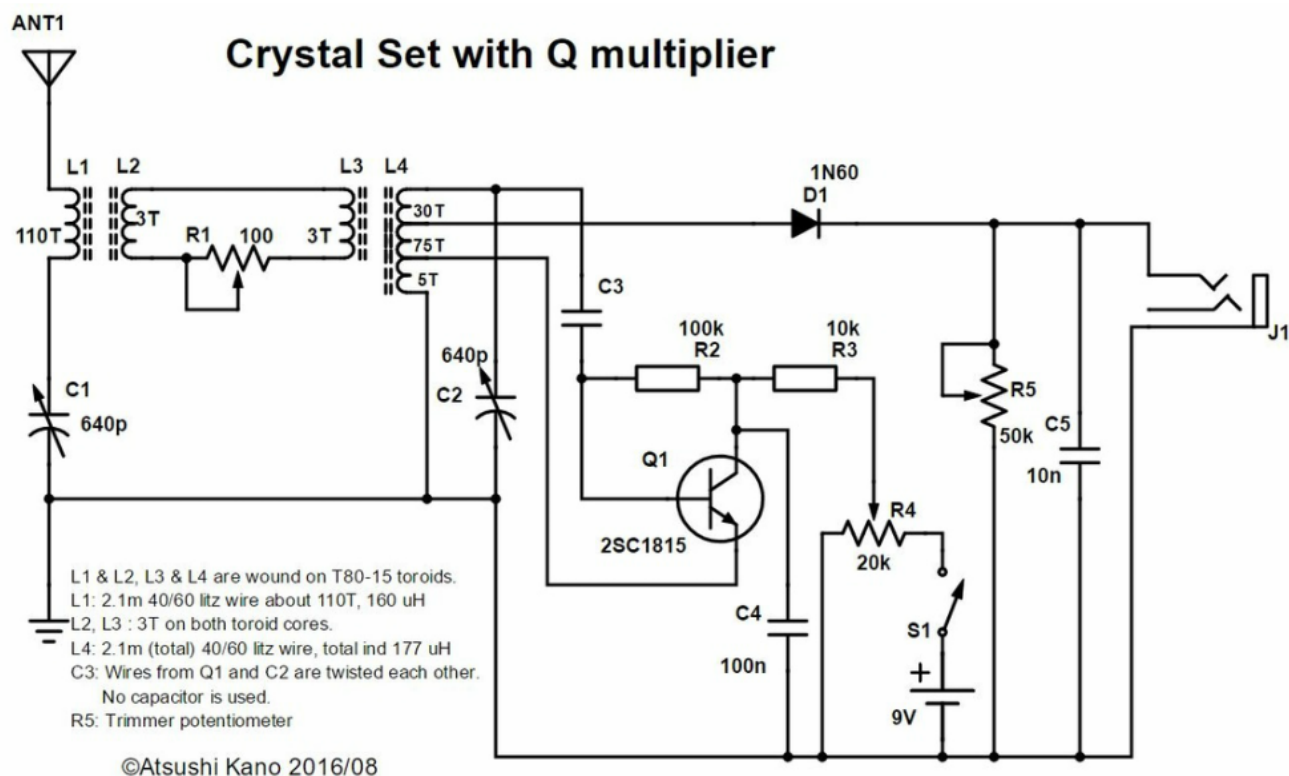 ANT1
Crystal Set with Q multiplier
L1
L2
L3
L4
1N60
D1
110T
3T
R1
100
3T
30T
75T
5T
C3
100k
R2
10k
R3
C1
640p
640p
C2
J1
R5
50k
C5
10n
Q1
2SC1815
R4
20k
C4
100n
S1
+
9V
L1 & L2, L3 & L4 are wound on T80-15 toroids.
L1: 2.1m 40/60 litz wire about 110T, 160 uH
L2, L3 : 3T on both toroid cores.
L4: 2.1m (total) 40/60 litz wire, total ind 177 uH
C3: Wires from Q1 and C2 are twisted each other.
No capacitor is used.
R5: Trimmer potentiometer
©Atsushi Kano 2016/08